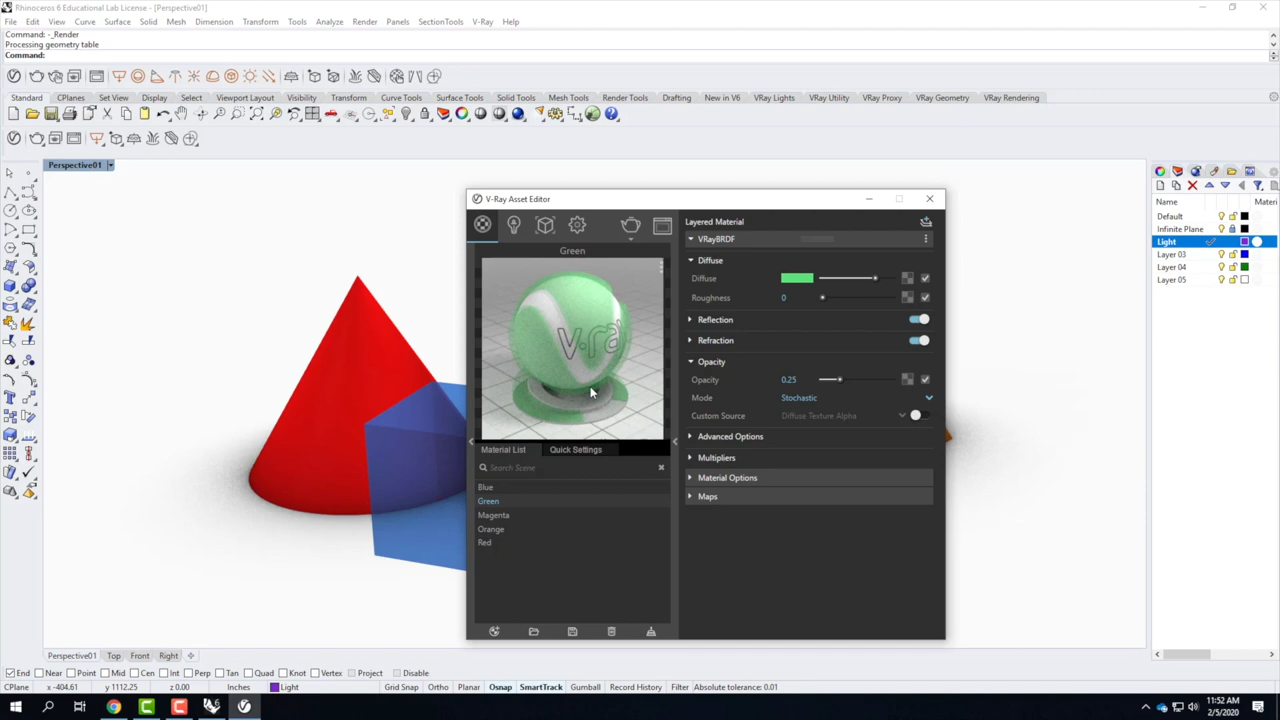 Rhinoceros 6 Educational Lab License - [Perspective01]
File Edit View Curve Surface Solid Mesh Dimension Transform Tools Analyze Render Panels SectionTools V-Ray Help
Command: -_Render
Processing geometry table
Command:
Standard CPlanes Set View Display Select Viewport Layout Visibility Transform Curve Tools Surface Tools Solid Tools Mesh Tools Render Tools Drafting New in V6 VRay Lights VRay Utility VRay Proxy VRay Geometry VRay Rendering
Perspective01
Name Materi
Default
Infinite Plane
Light
Layer 03
Layer 04
Layer 05
V-Ray Asset Editor
Green
v·ra
Material List Quick Settings
Search Scene
Blue
Green
Magenta
Orange
Red
Layered Material
VRayBRDF
Diffuse
Diffuse
Roughness 0
Reflection
Refraction
Opacity
Opacity 0.25
Mode Stochastic
Custom Source Diffuse Texture Alpha
Advanced Options
Multipliers
Material Options
Maps
Perspective01 Top Front Right
End Near Point Mid Cen Int Perp Tan Quad Knot Vertex Project Disable
CPlane x -404.61 y 1112.25 z 0.00 Inches Light Grid Snap Ortho Planar Osnap SmartTrack Gumball Record History Filter Absolute tolerance: 0.01
11:52 AM
2/5/2020